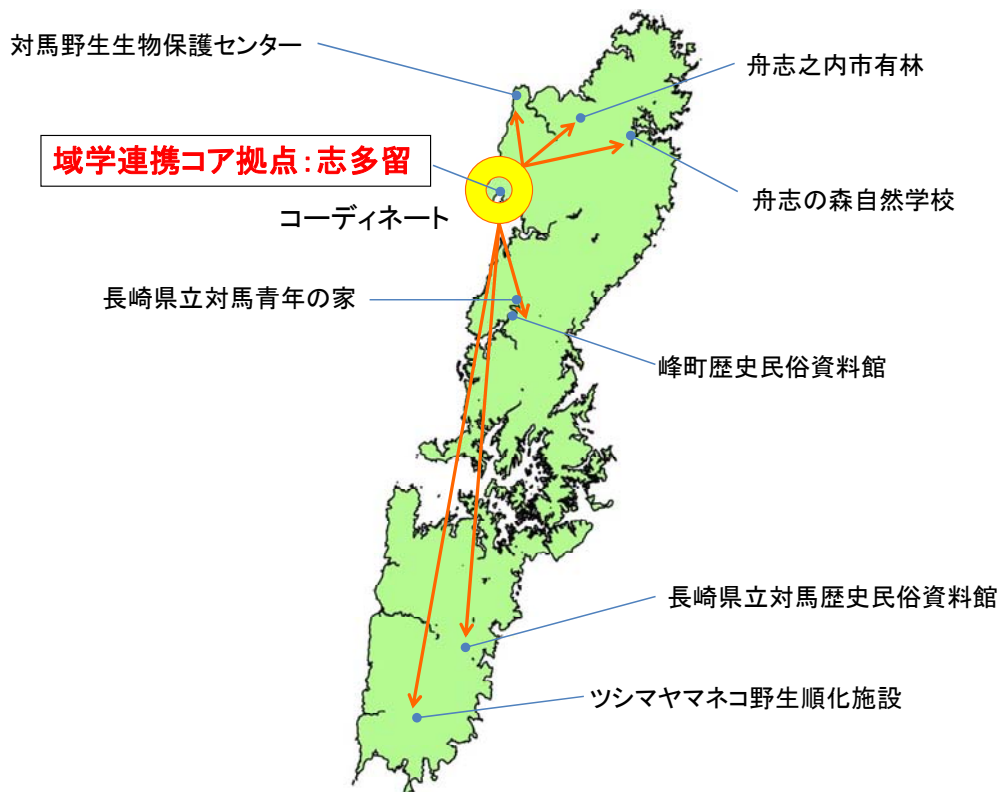 対馬野生生物保護センター
舟志之内市有林
域学連携コア拠点：志多留
舟志の森自然学校
コーディネート
長崎県立対馬青年の家
峰町歴史民俗資料館
長崎県立対馬歴史民俗資料館
ツシマヤマネコ野生順化施設